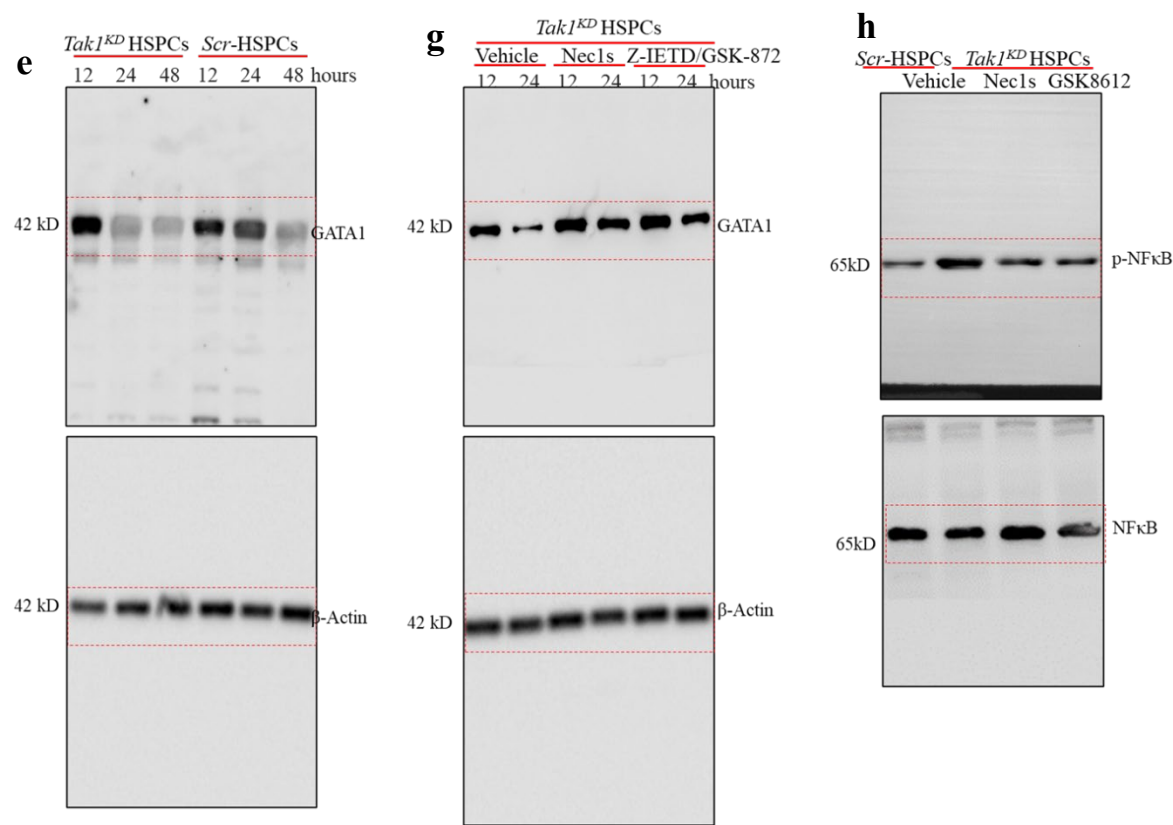 e
Tak1KD HSPCs Scr-HSPCs
12 24 48 12 24 48 hours
42 kD GATA1
42 kD β-Actin
g
Tak1KD HSPCs
Vehicle Nec1s Z-IETD/GSK-872
12 24 12 24 12 24 hours
42 kD GATA1
42 kD β-Actin
h
Scr-HSPCs Tak1KD HSPCs
Vehicle Nec1s GSK8612
65kD p-NFκB
65kD NFκB